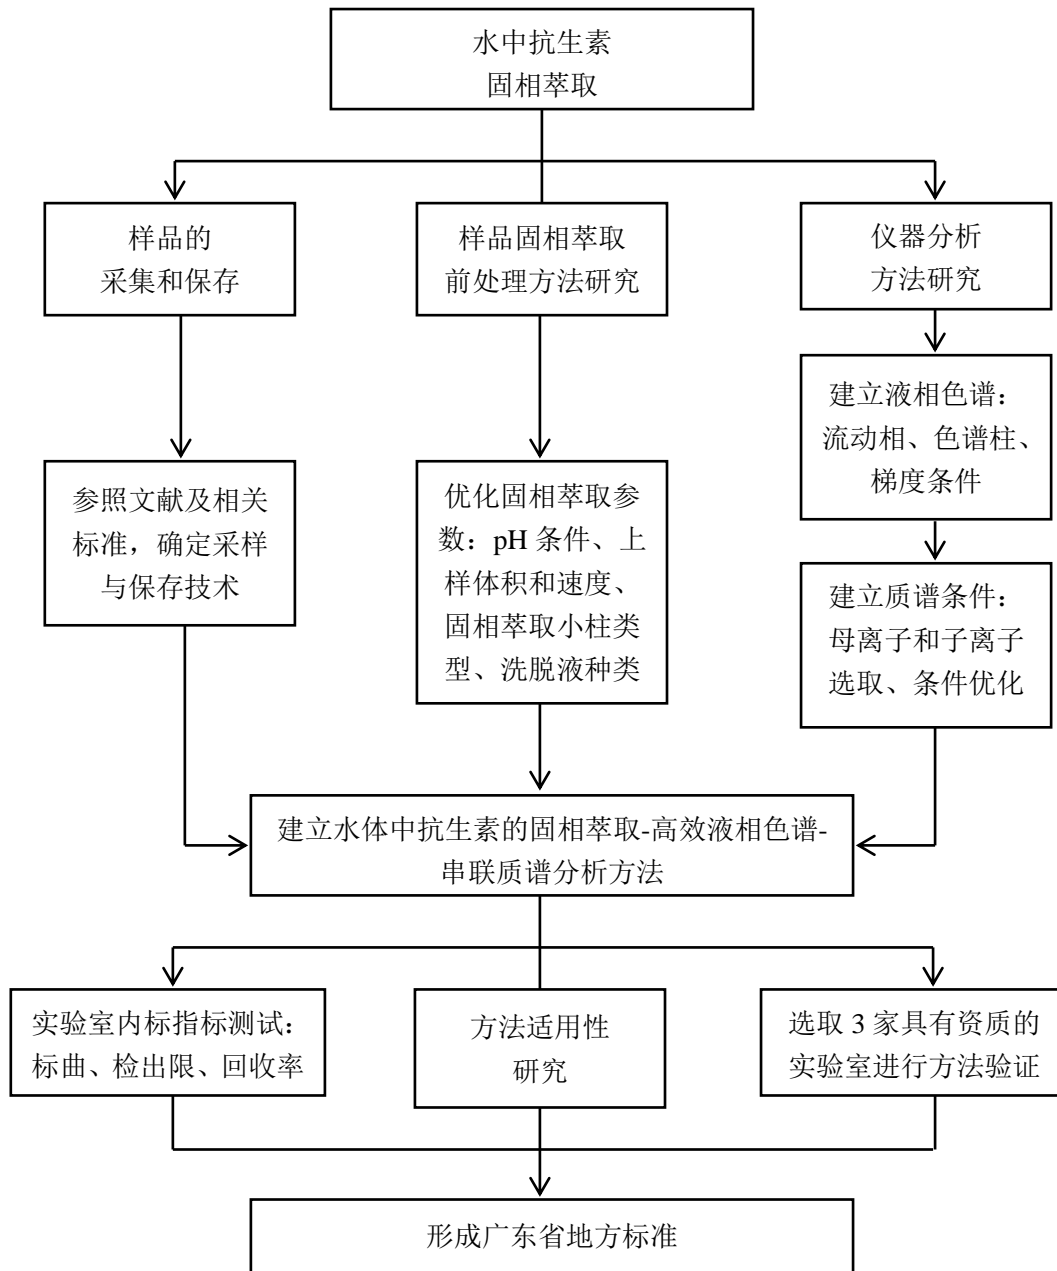 水中抗生素
固相萃取
样品的
采集和保存
样品固相萃取
前处理方法研究
仪器分析
方法研究
参照文献及相关
标准，确定采样
与保存技术
优化固相萃取参
数：pH 条件、上
样体积和速度、
固相萃取小柱类
型、洗脱液种类
建立液相色谱：
流动相、色谱柱、
梯度条件
建立质谱条件：
母离子和子离子
选取、条件优化
建立水体中抗生素的固相萃取-高效液相色谱-
串联质谱分析方法
实验室内标指标测试：
标曲、检出限、回收率
方法适用性
研究
选取 3 家具有资质的
实验室进行方法验证
形成广东省地方标准